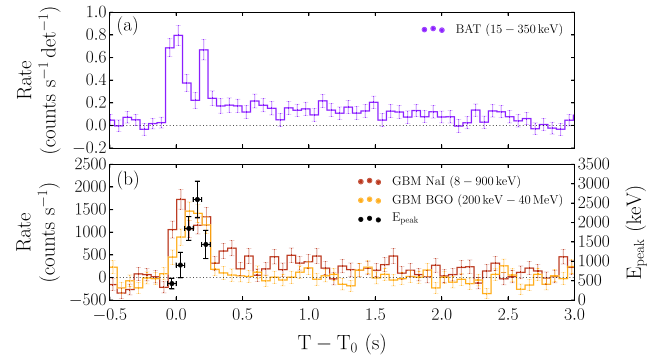 (a)
BAT (15 − 350 keV)
Rate
(counts s⁻¹ det⁻¹)
1.0
0.8
0.6
0.4
0.2
0.0
−0.2
(b)
GBM NaI (8 − 900 keV)
GBM BGO (200 keV − 40 MeV)
E_peak
Rate
(counts s⁻¹)
2500
2000
1500
1000
500
0
−500
3500
3000
2500
2000
1500
1000
500
0
E_peak (keV)
−0.5 0.0 0.5 1.0 1.5 2.0 2.5 3.0
T − T₀ (s)